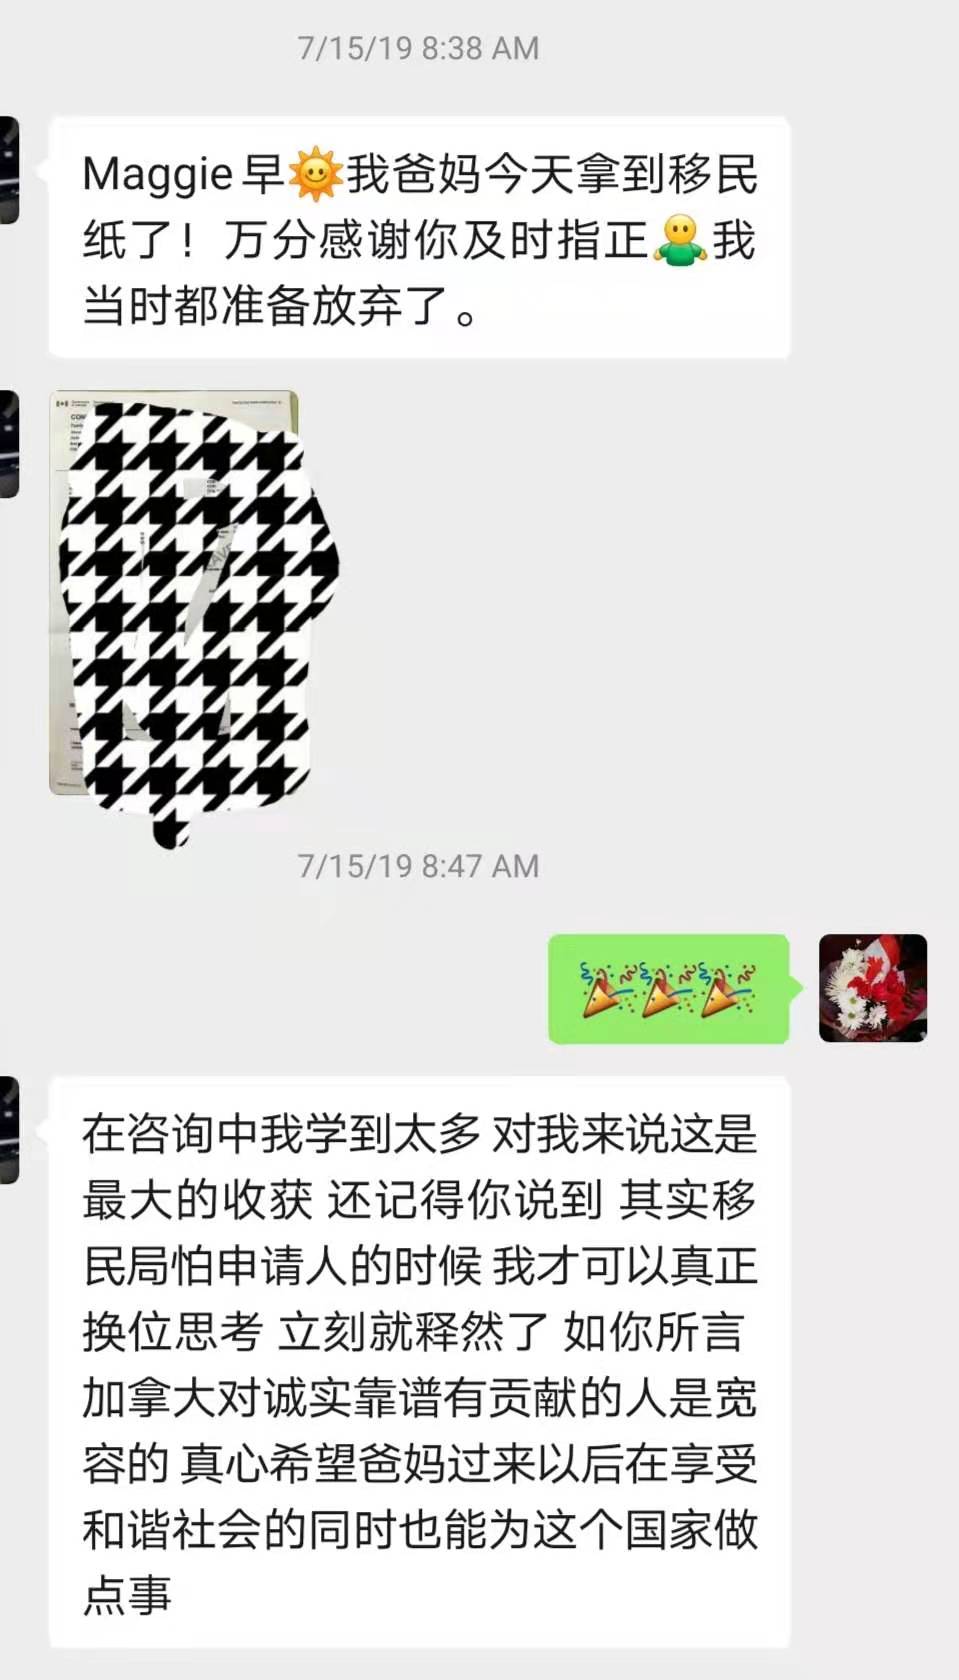 7/15/19 8:38 AM
Maggie早🌞我爸妈今天拿到移民
纸了！万分感谢你及时指正🙇我
当时都准备放弃了。
7/15/19 8:47 AM
🎉🎉🎉
在咨询中我学到太多 对我来说这是
最大的收获 还记得你说到 其实移
民局怕申请人的时候 我才可以真正
换位思考 立刻就释然了 如你所言
加拿大对诚实靠谱有贡献的人是宽
容的 真心希望爸妈过来以后在享受
和谐社会的同时也能为这个国家做
点事